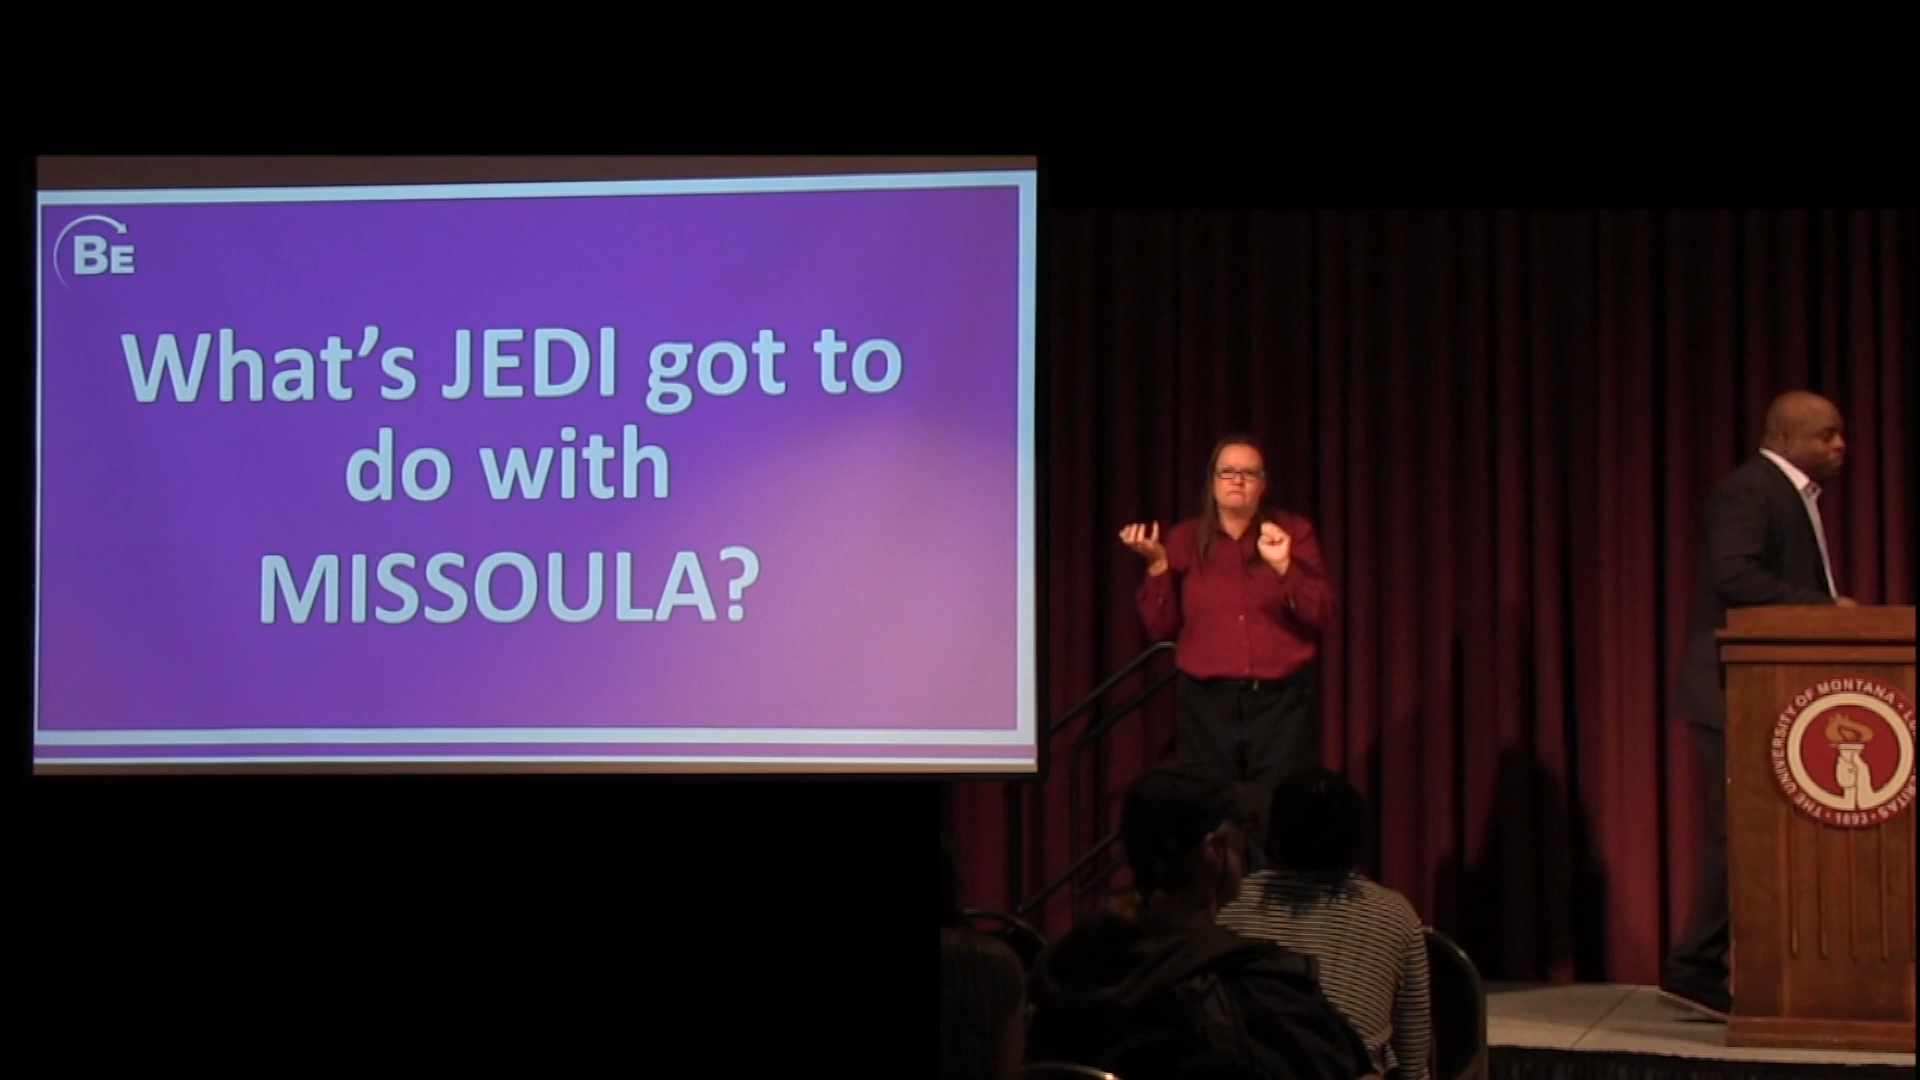 BE
What's JEDI got to
do with
MISSOULA?
THE UNIVERSITY OF MONTANA
1893